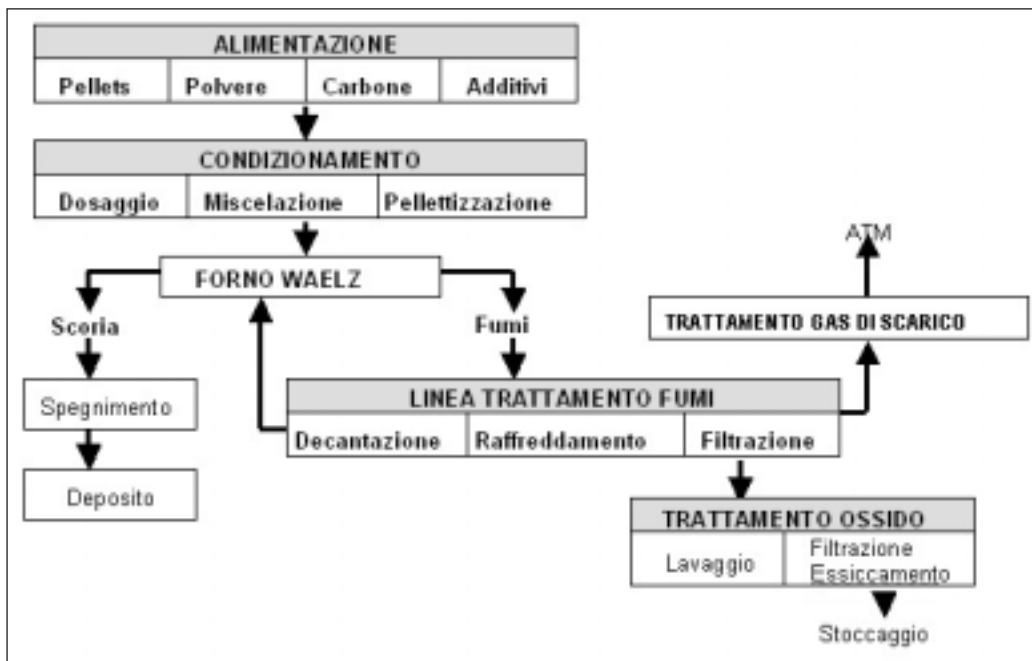 ALIMENTAZIONE
Pellets Polvere Carbone Additivi
CONDIZIONAMENTO
Dosaggio Miscelazione Pellettizzazione
ATM
FORNO WAELZ
Scoria Fumi
TRATTAMENTO GAS DI SCARICO
LINEA TRATTAMENTO FUMI
Spegnimento
Decantazione Raffreddamento Filtrazione
Deposito
TRATTAMENTO OSSIDO
Lavaggio Filtrazione
Essiccamento
Stoccaggio